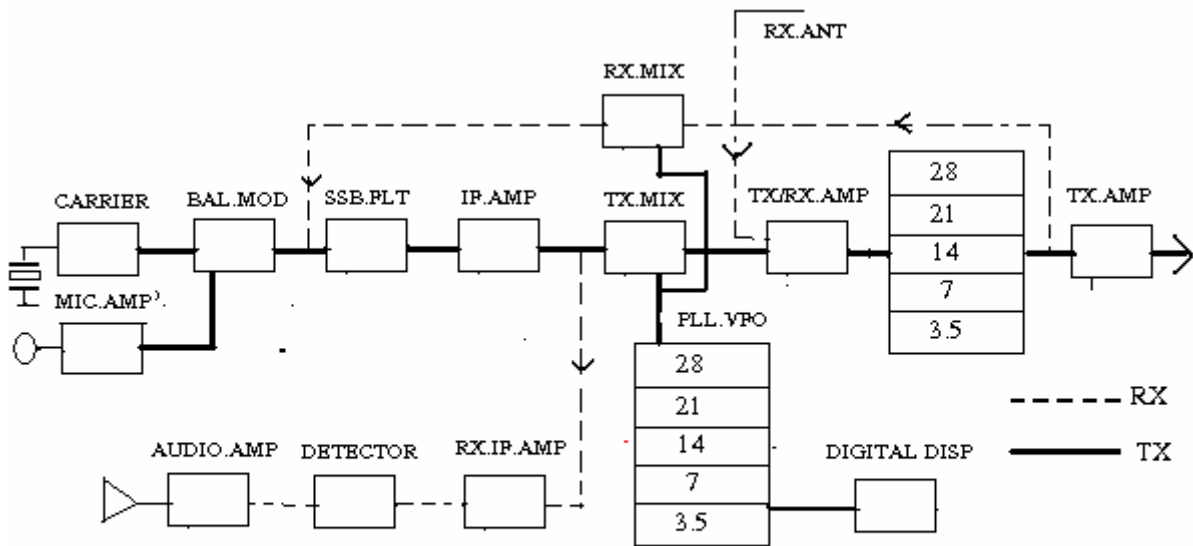 RX.ANT
RX.MIX
CARRIER
BAL.MOD
SSB.FLT
IF.AMP
TX.MIX
TX/RX.AMP
28
21
14
7
3.5
TX.AMP
MIC.AMP).
PLL.VFO
28
21
14
7
3.5
RX
TX
AUDIO.AMP
DETECTOR
RX.IF.AMP
DIGITAL DISP